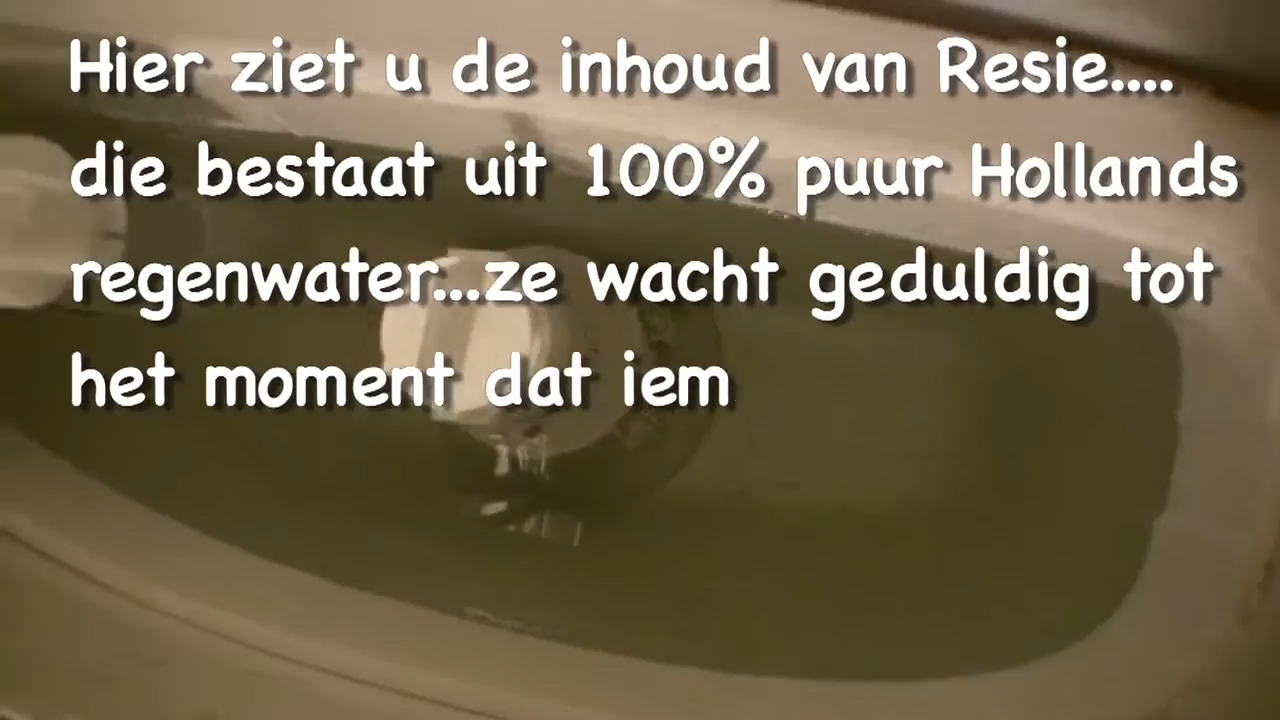 Hier ziet u de inhoud van Resie....
die bestaat uit 100% puur Hollands
regenwater...ze wacht geduldig tot
het moment dat iem